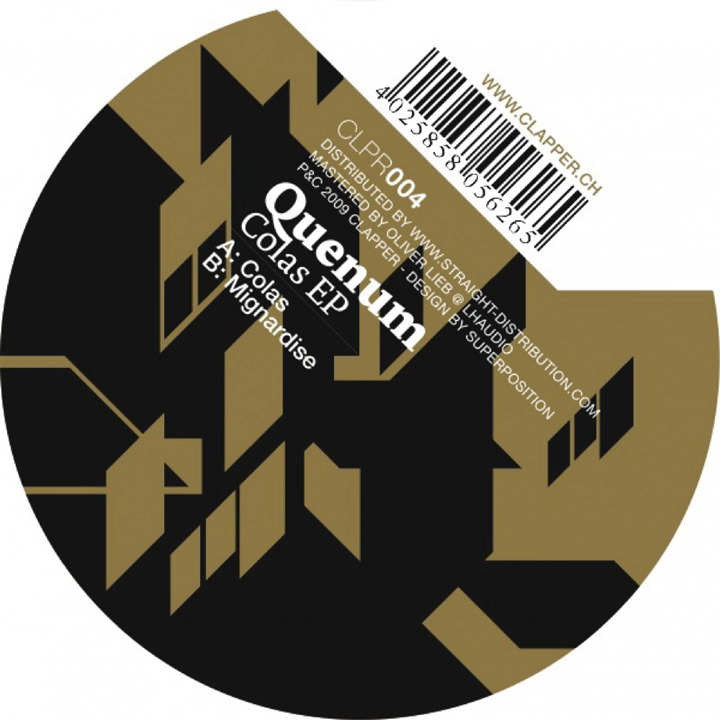 WWW.CLAPPER.CH
4025858056265
CLPR004
DISTRIBUTED BY WWW.STRAIGHT-DISTRIBUTION.COM
MASTERED BY OLIVER LIEB @ LHAUDIO
P&C 2009 CLAPPER - DESIGN BY SUPERPOSITION
Quenum
Colas EP
A: Colas
B: Mignardise